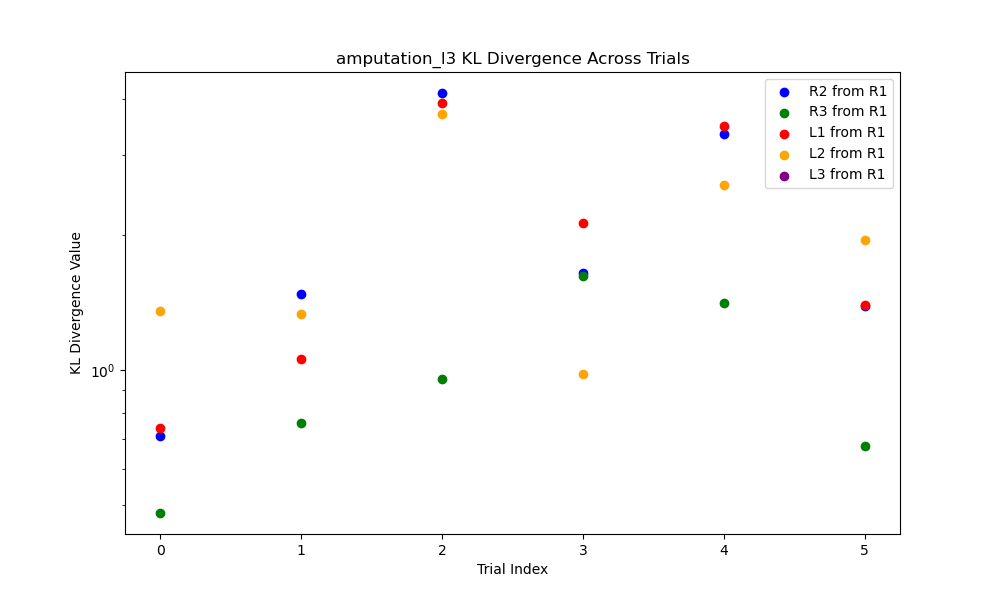 amputation_l3 KL Divergence Across Trials
R2 from R1
R3 from R1
L1 from R1
L2 from R1
L3 from R1
KL Divergence Value
10⁰
0 1 2 3 4 5
Trial Index